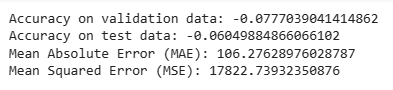 Accuracy on validation data: -0.0777039041414862
Accuracy on test data: -0.06049884866066102
Mean Absolute Error (MAE): 106.27628976028787
Mean Squared Error (MSE): 17822.73932350876